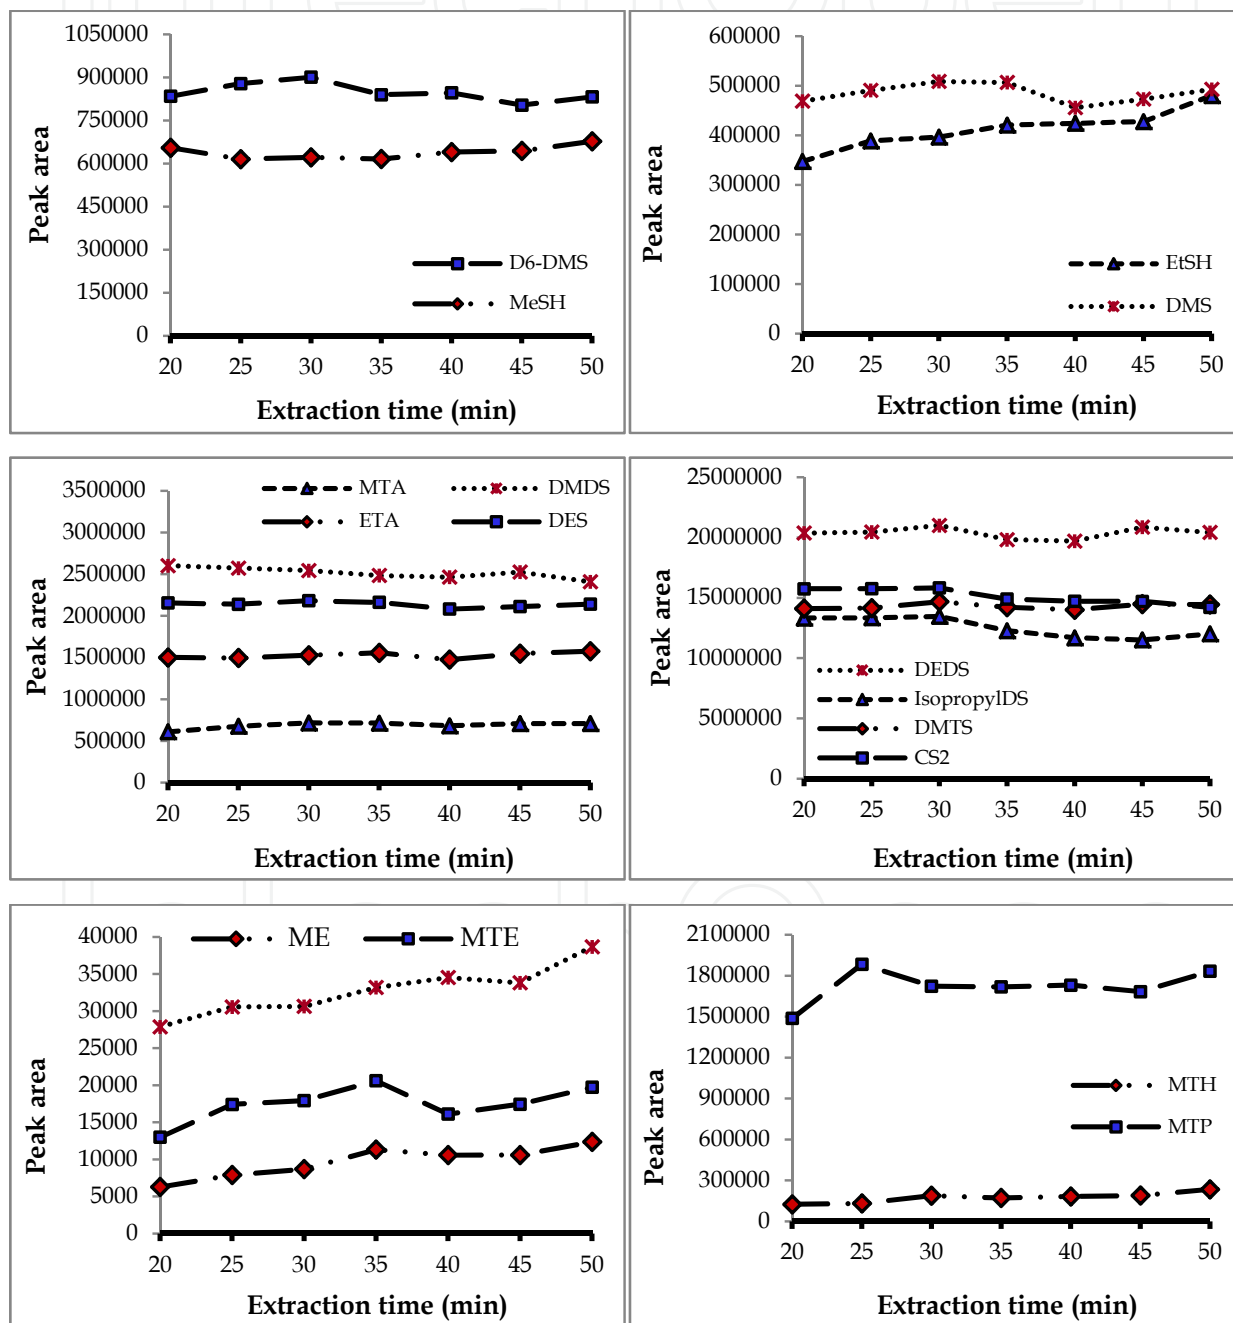 1050000
900000
750000
600000
450000
300000
150000
0
Peak area
D6-DMS
MeSH
20 25 30 35 40 45 50
Extraction time (min)
600000
500000
400000
300000
200000
100000
0
Peak area
EtSH
DMS
20 25 30 35 40 45 50
Extraction time (min)
MTA DMDS
ETA DES
3500000
3000000
2500000
2000000
1500000
1000000
500000
0
Peak area
20 25 30 35 40 45 50
Extraction time (min)
25000000
20000000
15000000
10000000
5000000
0
Peak area
DEDS
IsopropylDS
DMTS
CS2
20 25 30 35 40 45 50
Extraction time (min)
ME MTE
40000
35000
30000
25000
20000
15000
10000
5000
0
Peak area
20 25 30 35 40 45 50
Extraction time (min)
2100000
1800000
1500000
1200000
900000
600000
300000
0
Peak area
MTH
MTP
20 25 30 35 40 45 50
Extraction time (min)